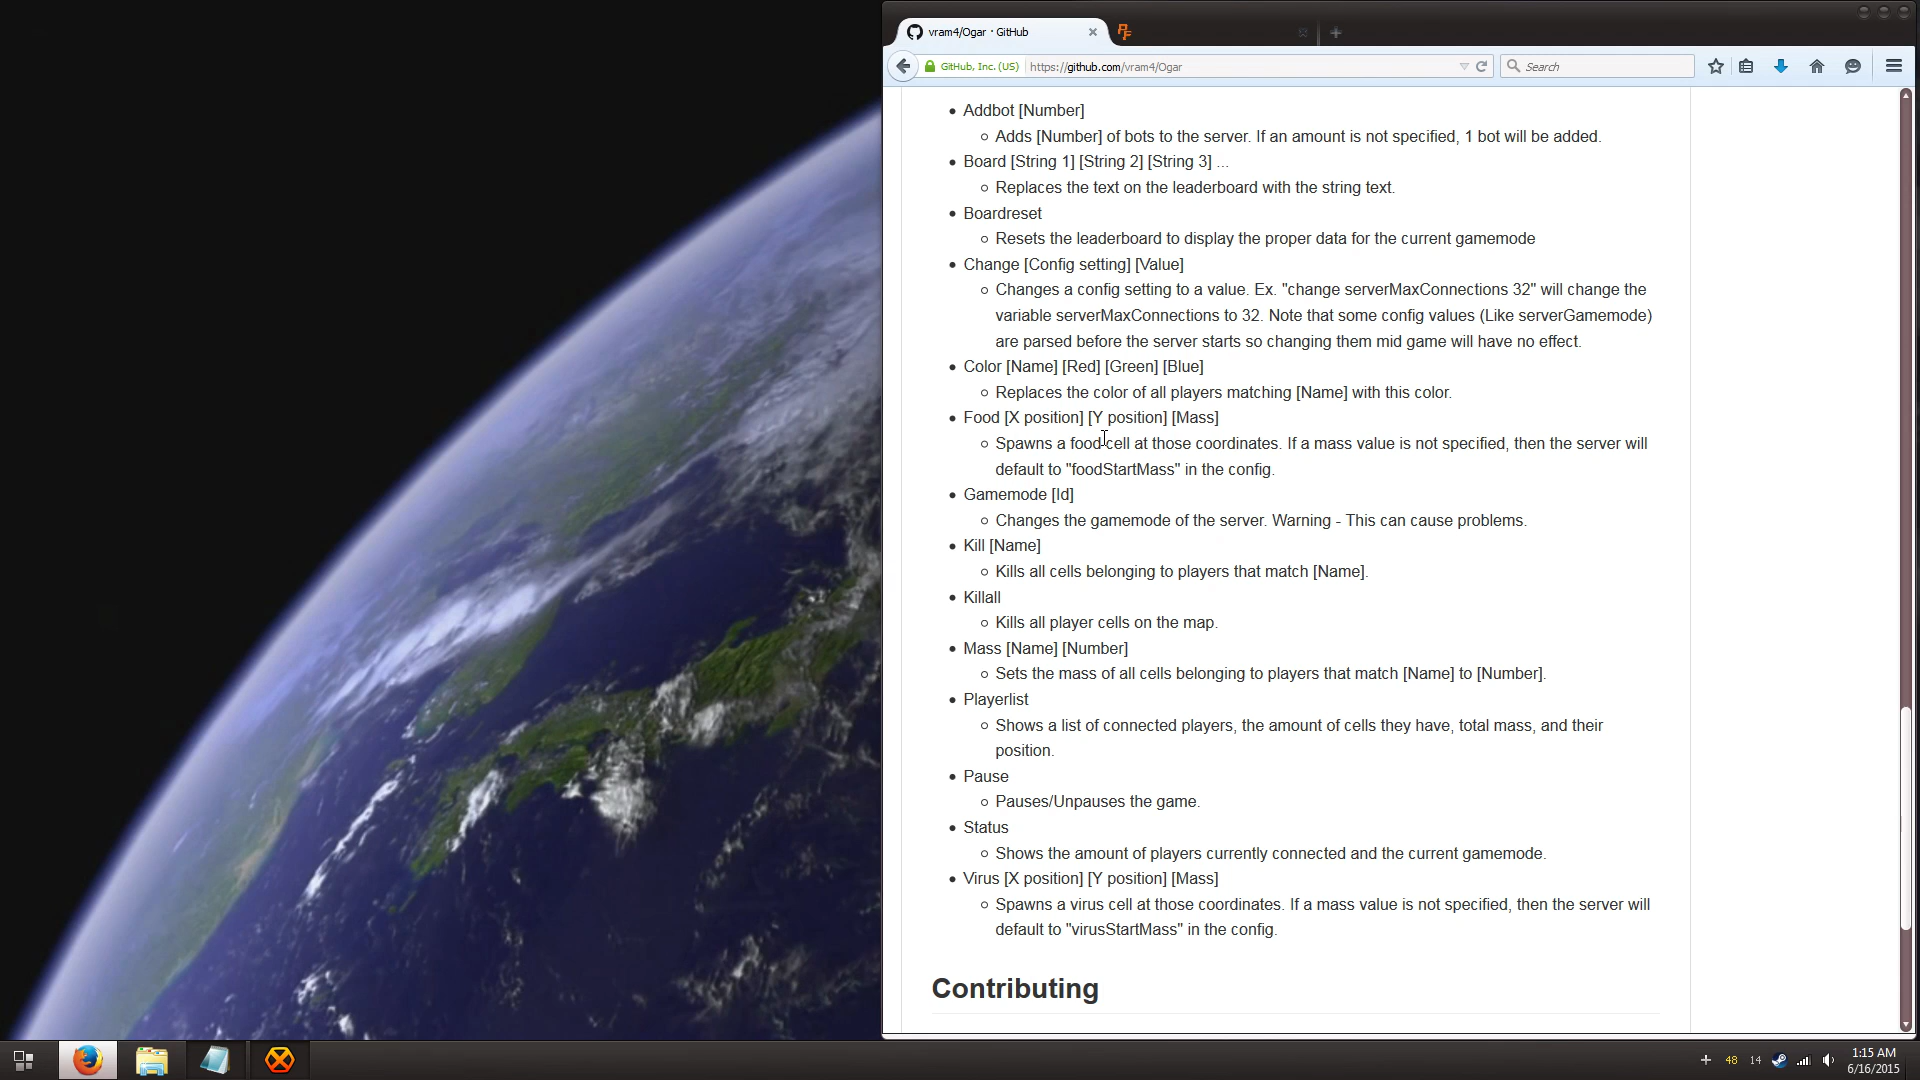 vram4/Ogar · GitHub
GitHub, Inc. (US)
https://github.com/vram4/Ogar
Search
• Addbot [Number]
○ Adds [Number] of bots to the server. If an amount is not specified, 1 bot will be added.
• Board [String 1] [String 2] [String 3] ...
○ Replaces the text on the leaderboard with the string text.
• Boardreset
○ Resets the leaderboard to display the proper data for the current gamemode
• Change [Config setting] [Value]
○ Changes a config setting to a value. Ex. "change serverMaxConnections 32" will change the
variable serverMaxConnections to 32. Note that some config values (Like serverGamemode)
are parsed before the server starts so changing them mid game will have no effect.
• Color [Name] [Red] [Green] [Blue]
○ Replaces the color of all players matching [Name] with this color.
• Food [X position] [Y position] [Mass]
○ Spawns a food cell at those coordinates. If a mass value is not specified, then the server will
default to "foodStartMass" in the config.
• Gamemode [Id]
○ Changes the gamemode of the server. Warning - This can cause problems.
• Kill [Name]
○ Kills all cells belonging to players that match [Name].
• Killall
○ Kills all player cells on the map.
• Mass [Name] [Number]
○ Sets the mass of all cells belonging to players that match [Name] to [Number].
• Playerlist
○ Shows a list of connected players, the amount of cells they have, total mass, and their
position.
• Pause
○ Pauses/Unpauses the game.
• Status
○ Shows the amount of players currently connected and the current gamemode.
• Virus [X position] [Y position] [Mass]
○ Spawns a virus cell at those coordinates. If a mass value is not specified, then the server will
default to "virusStartMass" in the config.
Contributing
48
14
1:15 AM
6/16/2015